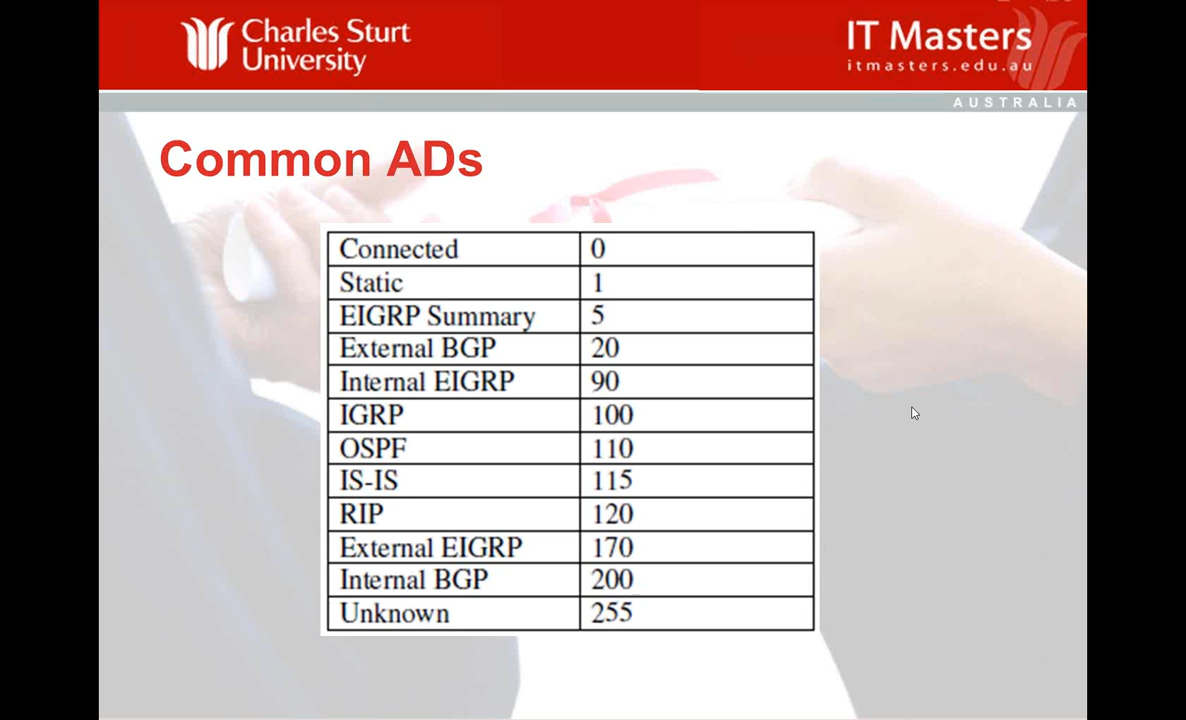 Charles Sturt
University
IT Masters
itmasters.edu.au
AUSTRALIA
Common ADs
Connected 0
Static 1
EIGRP Summary 5
External BGP 20
Internal EIGRP 90
IGRP 100
OSPF 110
IS-IS 115
RIP 120
External EIGRP 170
Internal BGP 200
Unknown 255